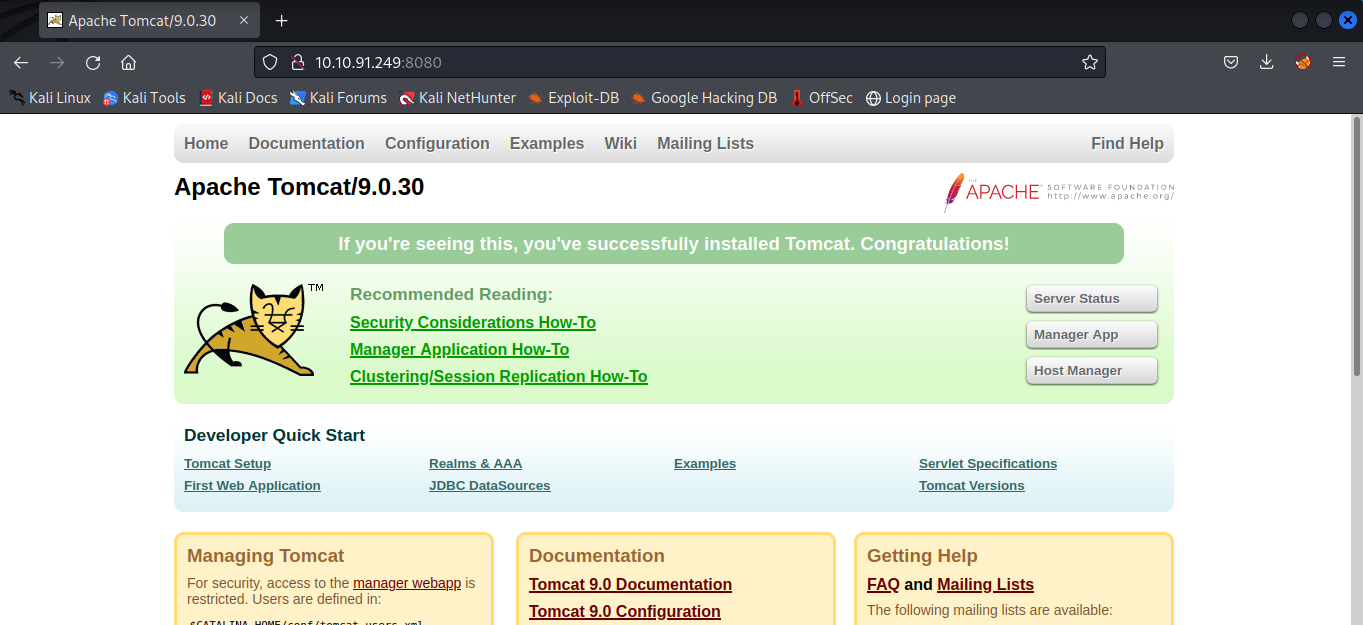 Apache Tomcat/9.0.30
10.10.91.249:8080
Kali Linux Kali Tools Kali Docs Kali Forums Kali NetHunter Exploit-DB Google Hacking DB OffSec Login page
Home Documentation Configuration Examples Wiki Mailing Lists Find Help
Apache Tomcat/9.0.30
THE APACHE SOFTWARE FOUNDATION
http://www.apache.org/
If you're seeing this, you've successfully installed Tomcat. Congratulations!
TM
Recommended Reading:
Security Considerations How-To
Manager Application How-To
Clustering/Session Replication How-To
Server Status
Manager App
Host Manager
Developer Quick Start
Tomcat Setup
First Web Application
Realms & AAA
JDBC DataSources
Examples
Servlet Specifications
Tomcat Versions
Managing Tomcat
For security, access to the manager webapp is
restricted. Users are defined in:
$CATALINA_HOME/conf/tomcat-users.xml
Documentation
Tomcat 9.0 Documentation
Tomcat 9.0 Configuration
Getting Help
FAQ and Mailing Lists
The following mailing lists are available: